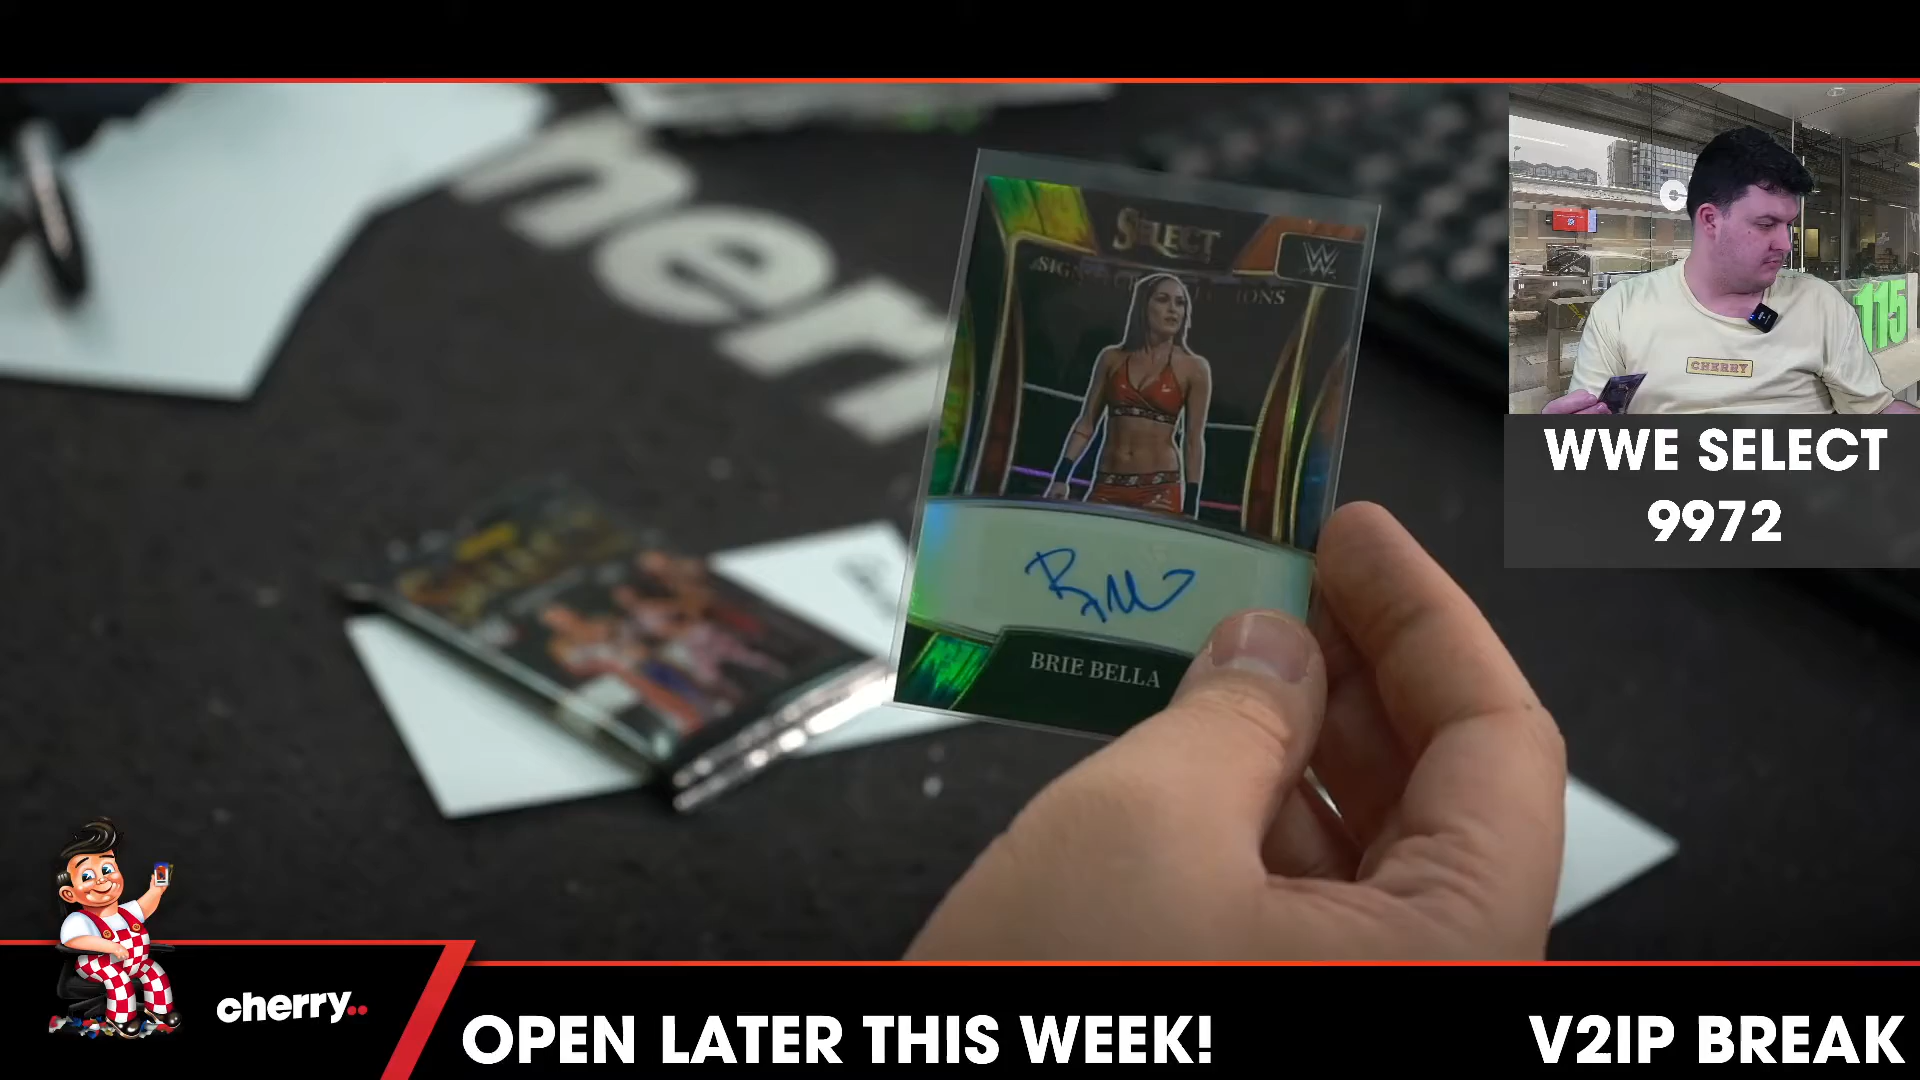 SELECT
W
BRIE BELLA
CHERRY
115
WWE SELECT
9972
cherry..
OPEN LATER THIS WEEK!
V2IP BREAK